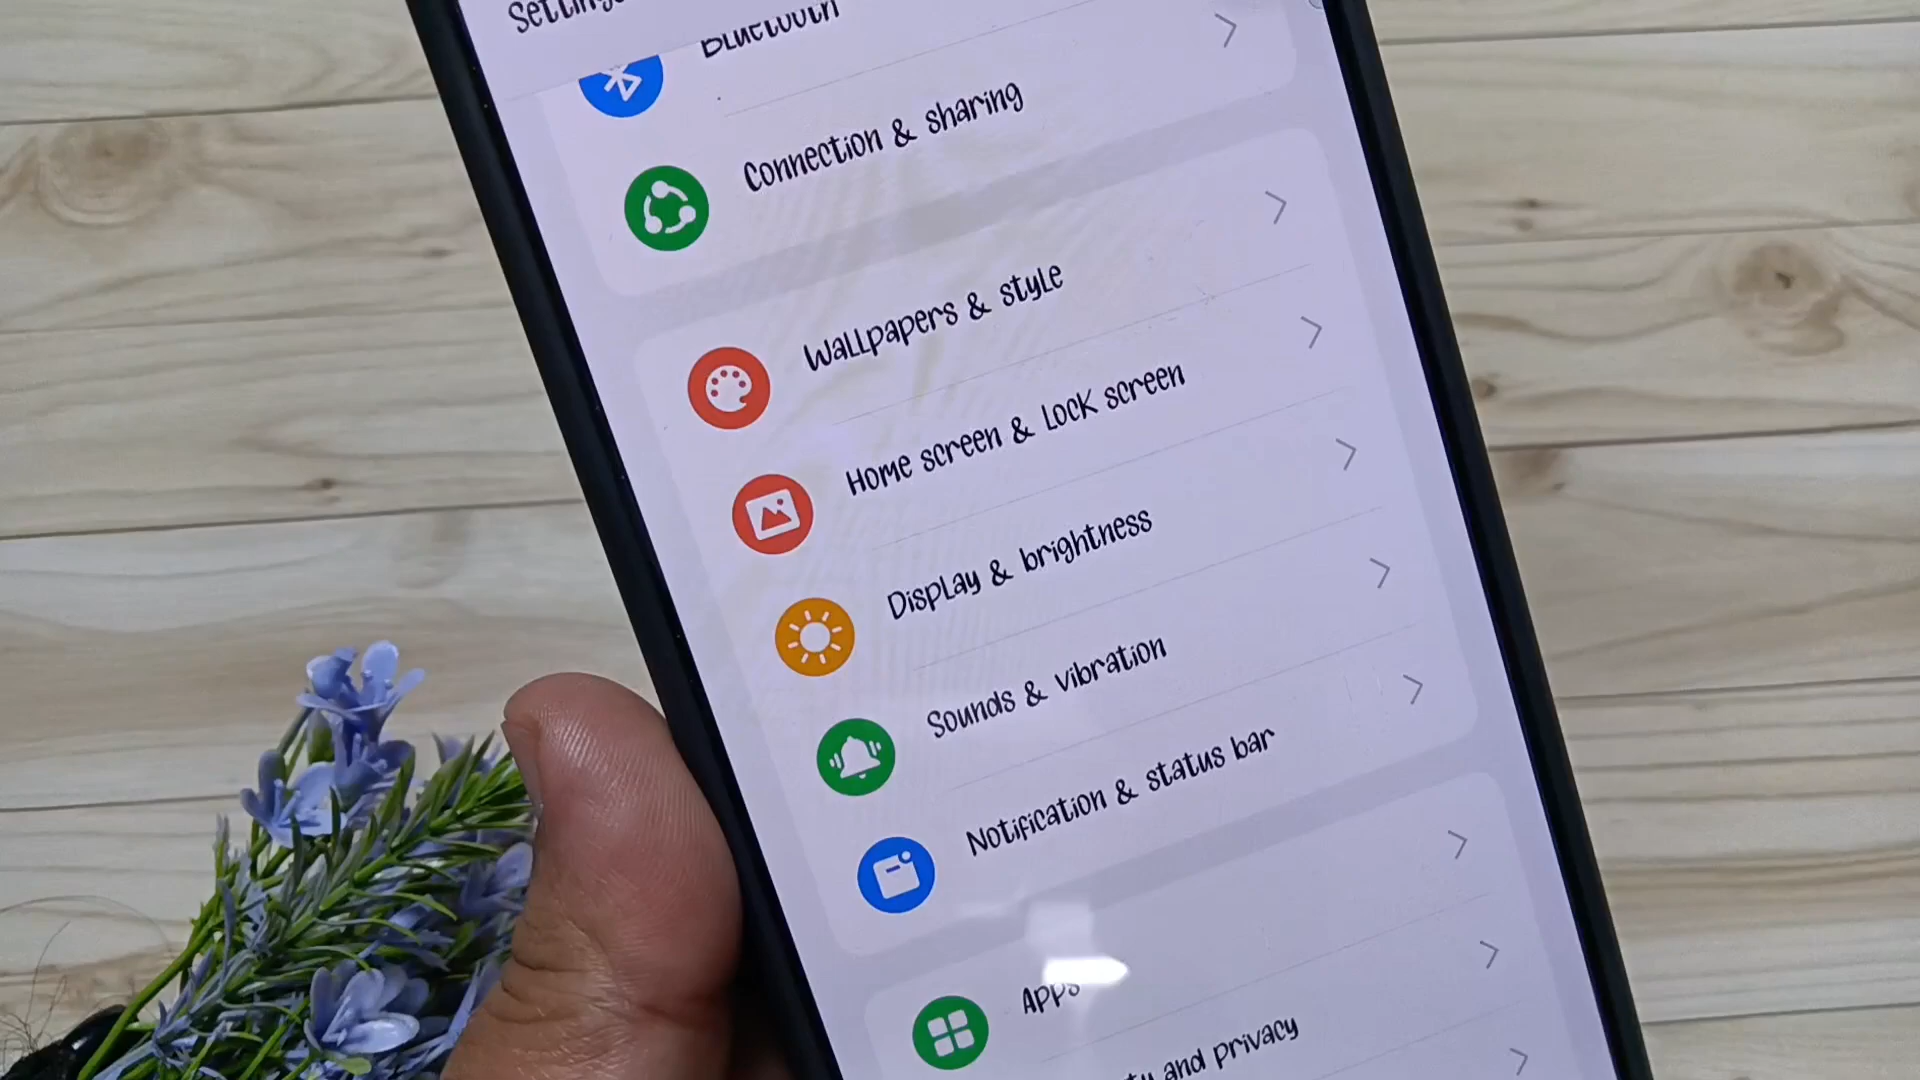 Settings
Bluetooth
Connection & sharing
Wallpapers & style
Home screen & Lock screen
Display & brightness
Sounds & vibration
Notification & status bar
Apps
and privacy